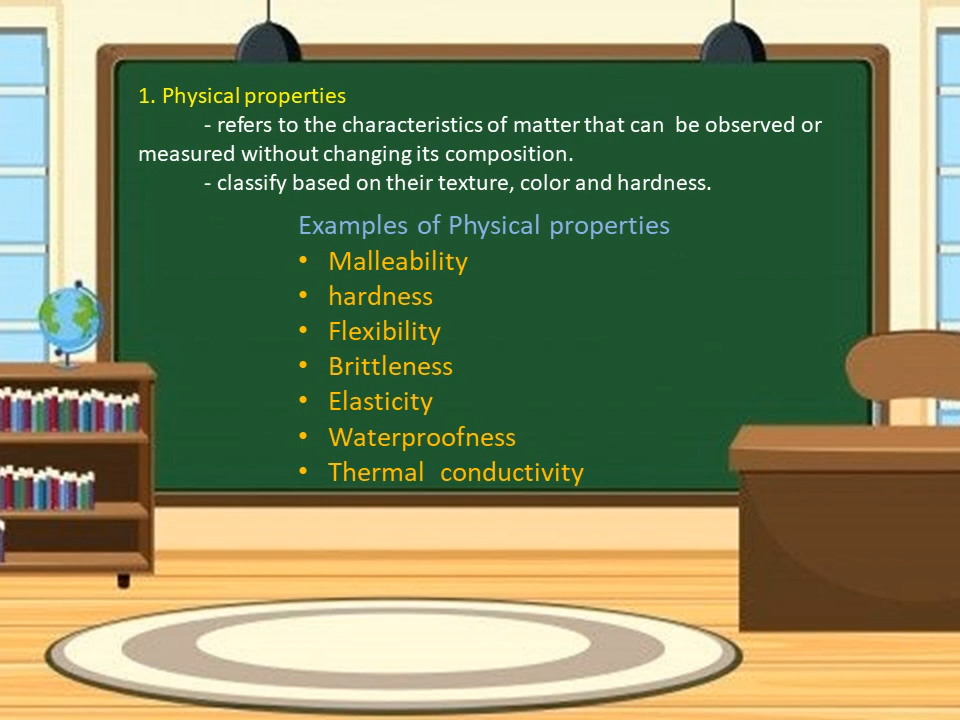 1. Physical properties
- refers to the characteristics of matter that can be observed or
measured without changing its composition.
- classify based on their texture, color and hardness.
Examples of Physical properties
• Malleability
• hardness
• Flexibility
• Brittleness
• Elasticity
• Waterproofness
• Thermal conductivity